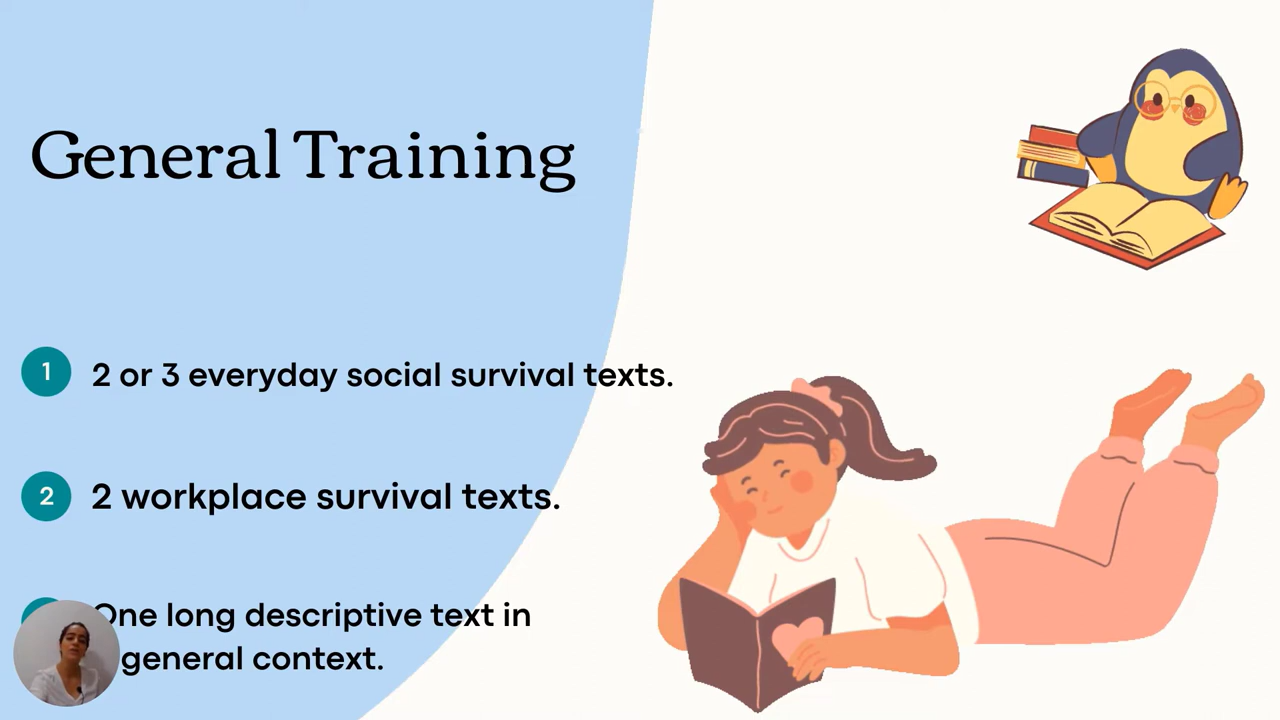 General Training
1 2 or 3 everyday social survival texts.
2 2 workplace survival texts.
One long descriptive text in
general context.